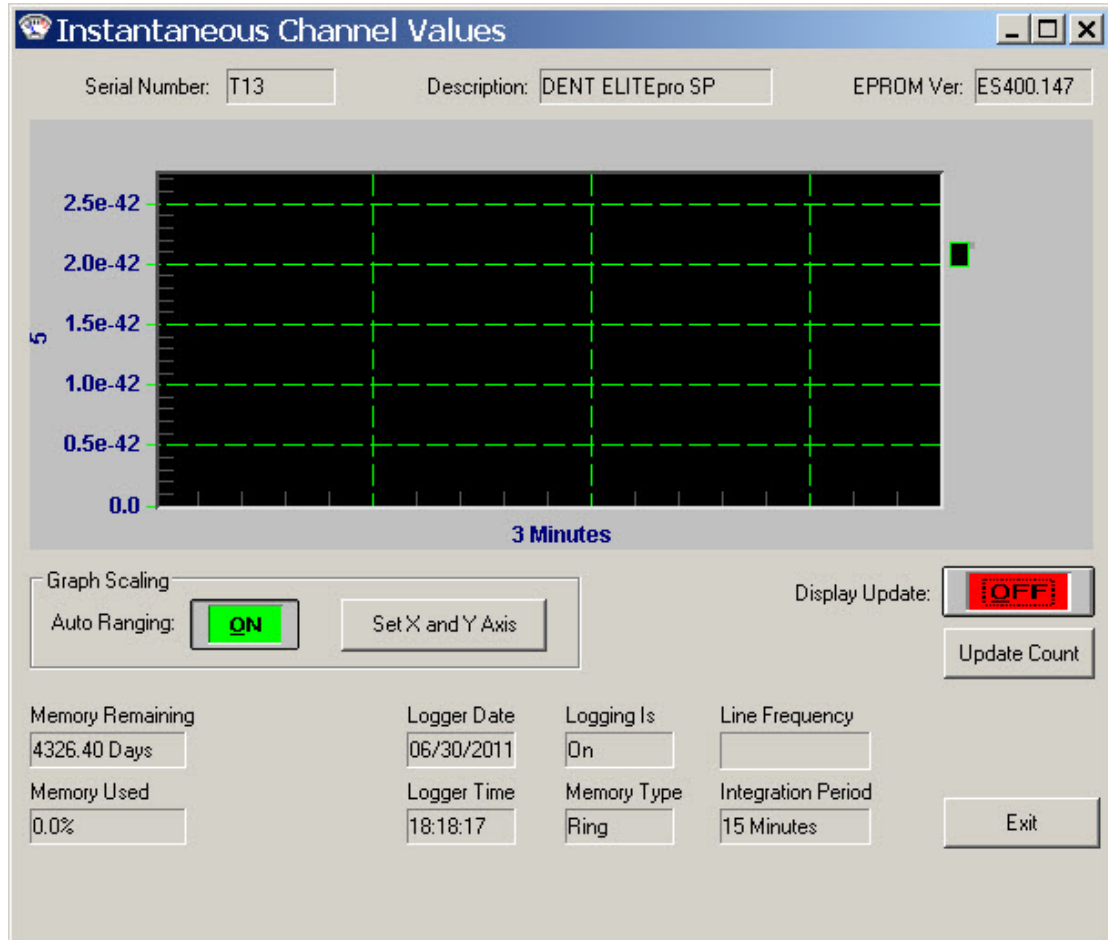 Instantaneous Channel Values
Serial Number: T13 Description: DENT ELITEpro SP EPROM Ver: ES400.147
2.5e-42
2.0e-42
1.5e-42
5
1.0e-42
0.5e-42
0.0
3 Minutes
Graph Scaling
Auto Ranging: ON Set X and Y Axis
Display Update: OFF
Update Count
Memory Remaining Logger Date Logging Is Line Frequency
4326.40 Days 06/30/2011 On
Memory Used Logger Time Memory Type Integration Period
0.0% 18:18:17 Ring 15 Minutes Exit